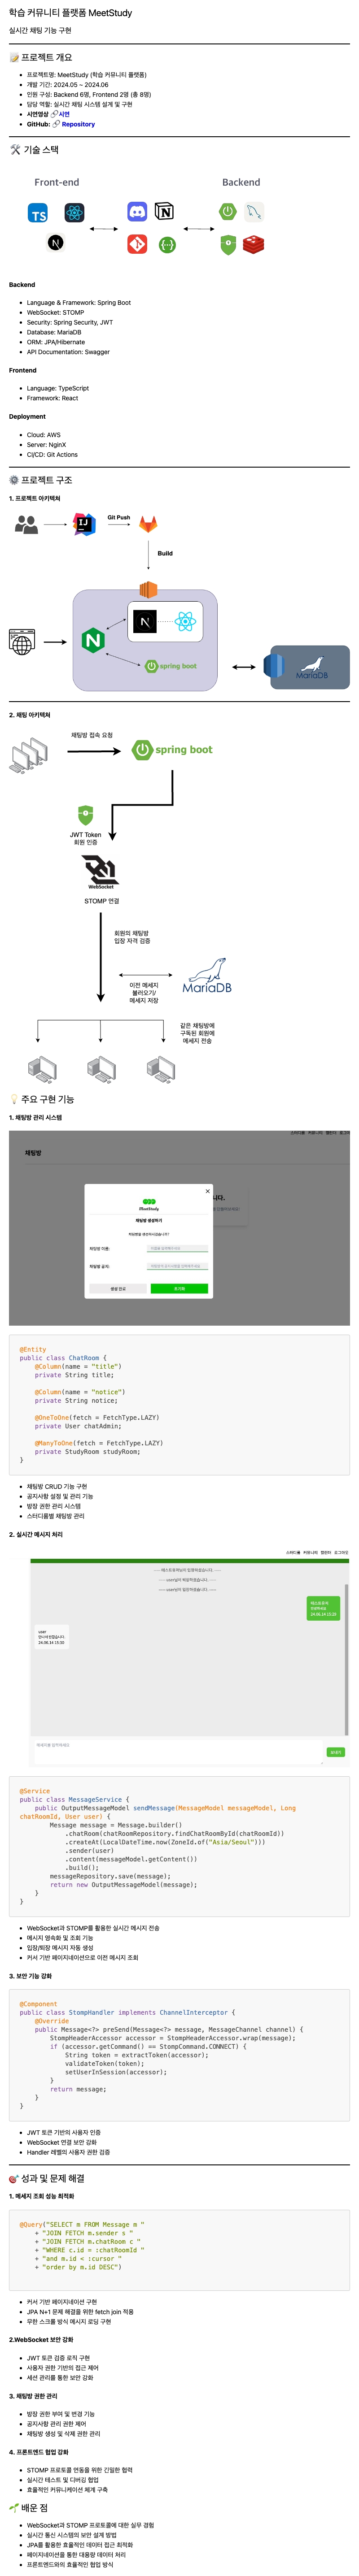 학습 커뮤니티 플랫폼 MeetStudy
실시간 채팅 기능 구현
프로젝트 개요
프로젝트명: MeetStudy (학습 커뮤니티 플랫폼)
개발 기간: 2024.05 ~ 2024.06
인원 구성: Backend 6명, Frontend 2명 (총 8명)
담당 역할: 실시간 채팅 시스템 설계 및 구현
시연영상 🔗시연
GitHub: 🔗 Repository
기술 스택
Front-end
Backend
TS
N
N
Backend
Language & Framework: Spring Boot
WebSocket: STOMP
Security: Spring Security, JWT
Database: MariaDB
ORM: JPA/Hibernate
API Documentation: Swagger
Frontend
Language: TypeScript
Framework: React
Deployment
Cloud: AWS
Server: NginX
CI/CD: Git Actions
프로젝트 구조
1. 프로젝트 아키텍쳐
IJ
Git Push
Build
N
N
spring boot
MariaDB
2. 채팅 아키텍쳐
채팅방 접속 요청
spring boot
JWT Token
회원 인증
WebSocket
STOMP 연결
회원의 채팅방
입장 자격 검증
이전 메세지
불러오기/
메세지 저장
MariaDB
같은 채팅방에
구독된 회원에
메세지 전송
주요 구현 기능
1. 채팅방 관리 시스템
채팅방
니다.
MeetStudy
채팅방 생성하기
채팅방 이름:
채팅방 공지:
생성 완료
초기화
@Entity
public class ChatRoom {
@Column(name = "title")
private String title;
@Column(name = "notice")
private String notice;
@OneToOne(fetch = FetchType.LAZY)
private User chatAdmin;
@ManyToOne(fetch = FetchType.LAZY)
private StudyRoom studyRoom;
}
채팅방 CRUD 기능 구현
공지사항 설정 및 관리 기능
방장 권한 관리 시스템
스터디룸별 채팅방 관리
2. 실시간 메시지 처리
스터디룸 커뮤니티 캘린더 로그아웃
user
24.06.14 15.30
보내기
@Service
public class MessageService {
public OutputMessageModel sendMessage(MessageModel messageModel, Long
chatRoomId, User user) {
Message message = Message.builder()
.chatRoom(chatRoomRepository.findChatRoomById(chatRoomId))
.createAt(LocalDateTime.now(ZoneId.of("Asia/Seoul")))
.sender(user)
.content(messageModel.getContent())
.build();
messageRepository.save(message);
return new OutputMessageModel(message);
}
}
WebSocket과 STOMP를 활용한 실시간 메시지 전송
메시지 영속화 및 조회 기능
입장/퇴장 메시지 자동 생성
커서 기반 페이지네이션으로 이전 메시지 조회
3. 보안 기능 강화
@Component
public class StompHandler implements ChannelInterceptor {
@Override
public Message<?> preSend(Message<?> message, MessageChannel channel) {
StompHeaderAccessor accessor = StompHeaderAccessor.wrap(message);
if (accessor.getCommand() == StompCommand.CONNECT) {
String token = extractToken(accessor);
validateToken(token);
setUserInSession(accessor);
}
return message;
}
}
JWT 토큰 기반의 사용자 인증
WebSocket 연결 보안 강화
Handler 레벨의 사용자 권한 검증
성과 및 문제 해결
1. 메세지 조회 성능 최적화
@Query("SELECT m FROM Message m "
+ "JOIN FETCH m.sender s "
+ "JOIN FETCH m.chatRoom c "
+ "WHERE c.id = :chatRoomId "
+ "and m.id < :cursor "
+ "order by m.id DESC")
커서 기반 페이지네이션 구현
JPA N+1 문제 해결을 위한 fetch join 적용
무한 스크롤 방식 메시지 로딩 구현
2.WebSocket 보안 강화
JWT 토큰 검증 로직 구현
사용자 권한 기반의 접근 제어
세션 관리를 통한 보안 강화
3. 채팅방 권한 관리
방장 권한 부여 및 변경 기능
공지사항 관리 권한 제어
채팅방 생성 및 삭제 권한 관리
4. 프론트엔드 협업 강화
STOMP 프로토콜 연동을 위한 긴밀한 협력
실시간 테스트 및 디버깅 협업
효율적인 커뮤니케이션 체계 구축
배운 점
WebSocket과 STOMP 프로토콜에 대한 실무 경험
실시간 통신 시스템의 보안 설계 방법
JPA를 활용한 효율적인 데이터 접근 최적화
페이지네이션을 통한 대용량 데이터 처리
프론트엔드와의 효율적인 협업 방식